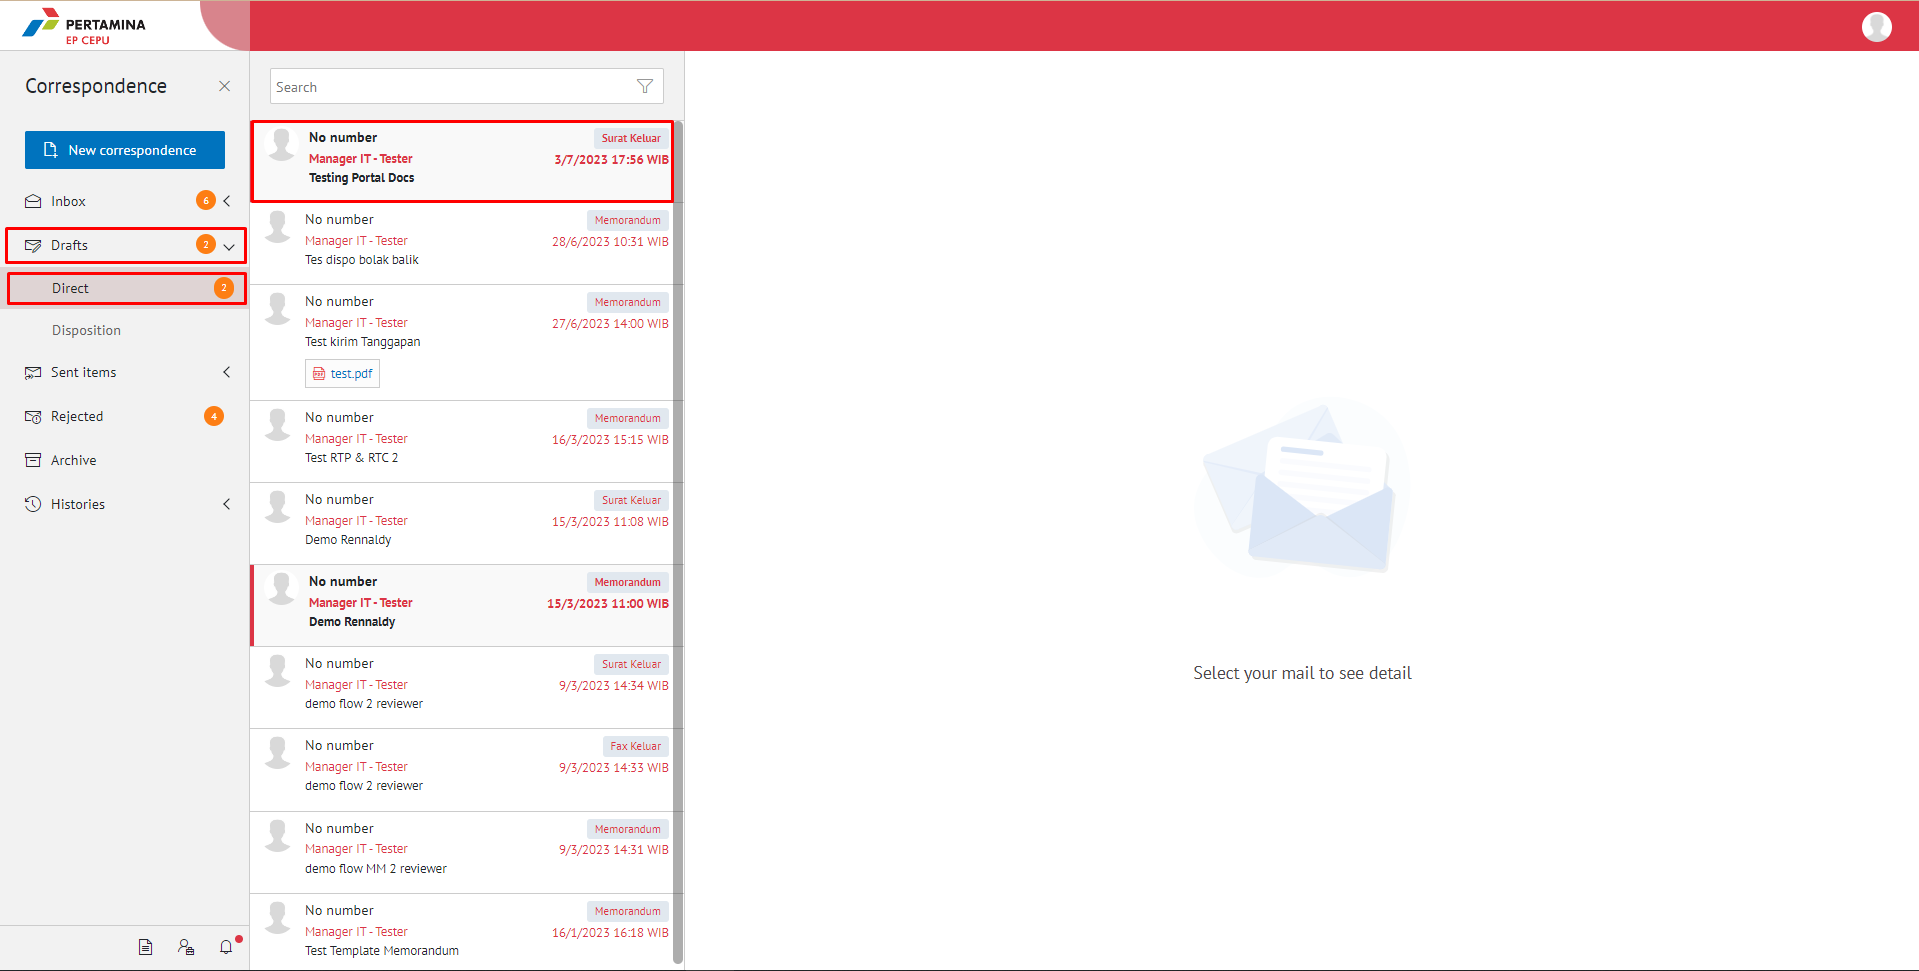 PERTAMINA
EP CEPU
Correspondence
New correspondence
Inbox 6
Drafts 2
Direct 2
Disposition
Sent items
Rejected 4
Archive
Histories
Search
No number Surat Keluar
Manager IT - Tester 3/7/2023 17:56 WIB
Testing Portal Docs
No number Memorandum
Manager IT - Tester 28/6/2023 10:31 WIB
Tes dispo bolak balik
No number Memorandum
Manager IT - Tester 27/6/2023 14:00 WIB
Test kirim Tanggapan
PDF test.pdf
No number Memorandum
Manager IT - Tester 16/3/2023 15:15 WIB
Test RTP & RTC 2
No number Surat Keluar
Manager IT - Tester 15/3/2023 11:08 WIB
Demo Rennaldy
No number Memorandum
Manager IT - Tester 15/3/2023 11:00 WIB
Demo Rennaldy
No number Surat Keluar
Manager IT - Tester 9/3/2023 14:34 WIB
demo flow 2 reviewer
No number Fax Keluar
Manager IT - Tester 9/3/2023 14:33 WIB
demo flow 2 reviewer
No number Memorandum
Manager IT - Tester 9/3/2023 14:31 WIB
demo flow MM 2 reviewer
No number Memorandum
Manager IT - Tester 16/1/2023 16:18 WIB
Test Template Memorandum
Select your mail to see detail